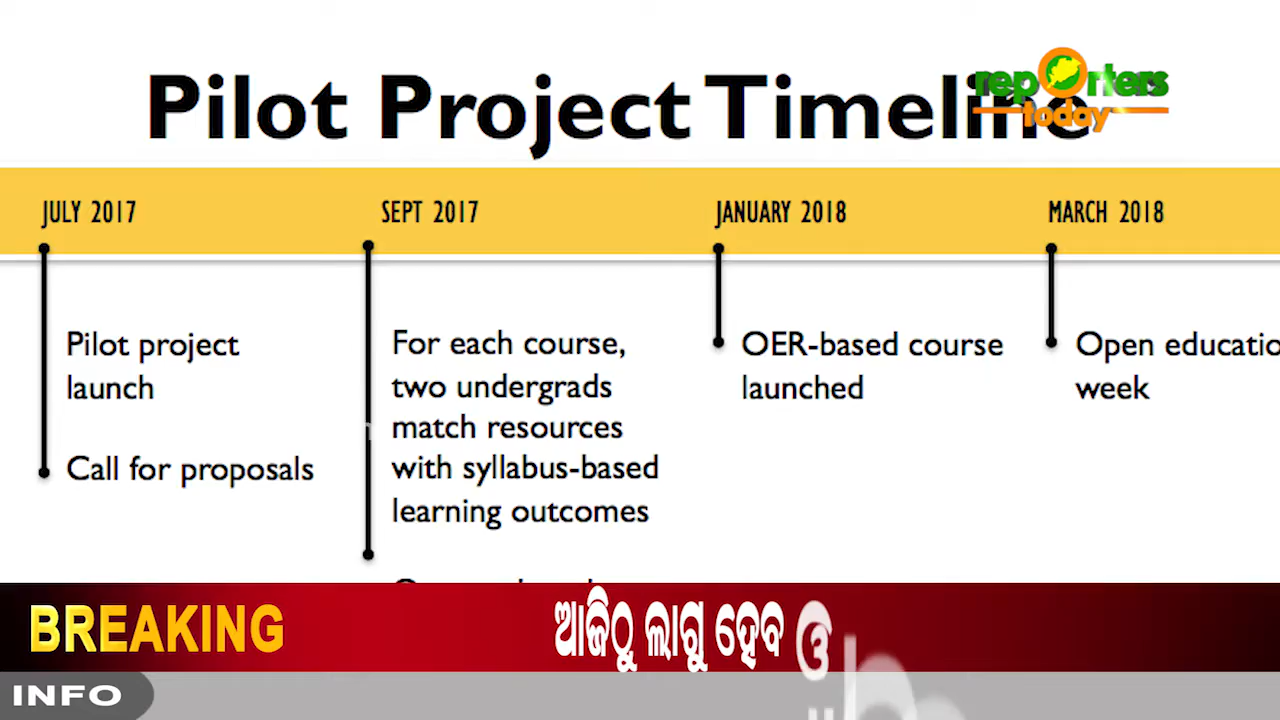 Pilot Project Timeline
reporters
today
JULY 2017
SEPT 2017
JANUARY 2018
MARCH 2018
Pilot project
launch
Call for proposals
For each course,
two undergrads
match resources
with syllabus-based
learning outcomes
OER-based course
launched
Open educatio
week
BREAKING
ଆଜିଠୁ ଲାଗୁ ହେବ
INFO